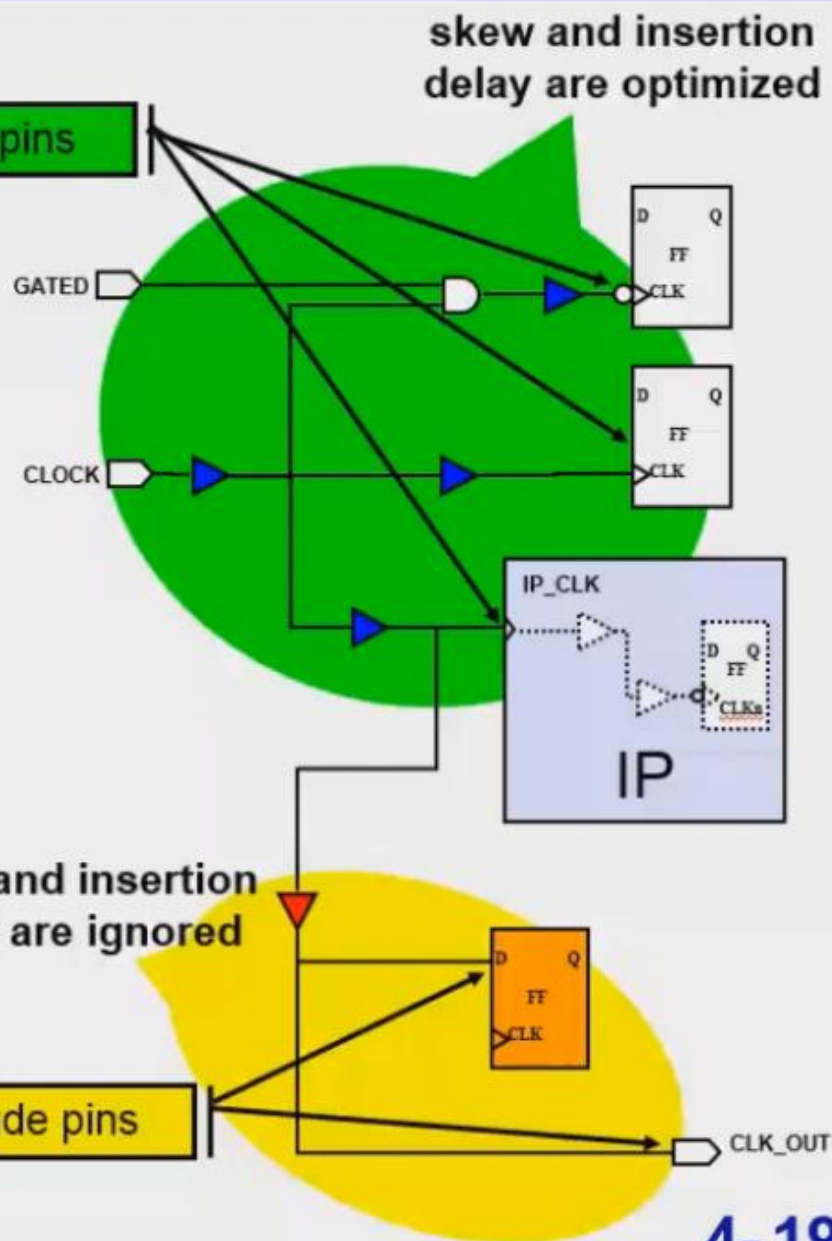 skew and insertion
delay are optimized
pins
D Q
FF
CLK
GATED
D Q
FF
CLK
CLOCK
IP_CLK
D Q
FF
CLKn
IP
and insertion
are ignored
D Q
FF
CLK
de pins
CLK_OUT
4-19